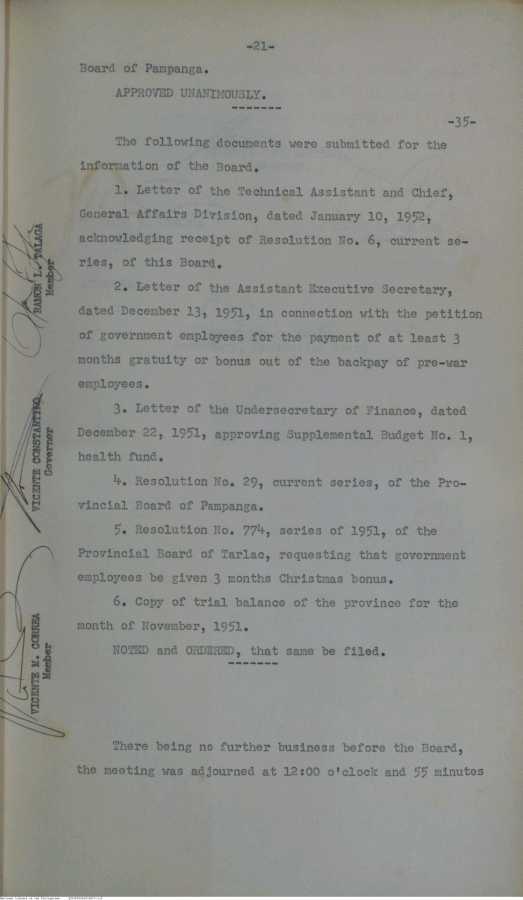 -21-
Board of Pampanga.
APPROVED UNANIMOUSLY.
-------
-35-
The following documents were submitted for the
information of the Board.
1. Letter of the Technical Assistant and Chief,
General Affairs Division, dated January 10, 1952,
acknowledging receipt of Resolution No. 6, current se-
ries, of this Board.
2. Letter of the Assistant Executive Secretary,
dated December 13, 1951, in connection with the petition
of government employees for the payment of at least 3
months gratuity or bonus out of the backpay of pre-war
employees.
3. Letter of the Undersecretary of Finance, dated
December 22, 1951, approving Supplemental Budget No. 1,
health fund.
4. Resolution No. 29, current series, of the Pro-
vincial Board of Pampanga.
5. Resolution No. 774, series of 1951, of the
Provincial Board of Tarlac, requesting that government
employees be given 3 months Christmas bonus.
6. Copy of trial balance of the province for the
month of November, 1951.
NOTED and ORDERED, that same be filed.
-------
There being no further business before the Board,
the meeting was adjourned at 12:00 o'clock and 55 minutes
RAMON L. TALAGA
Member
VICENTE CONSTANTINO
Governor
VICENTE M. CORREA
Member
National Library of the Philippines